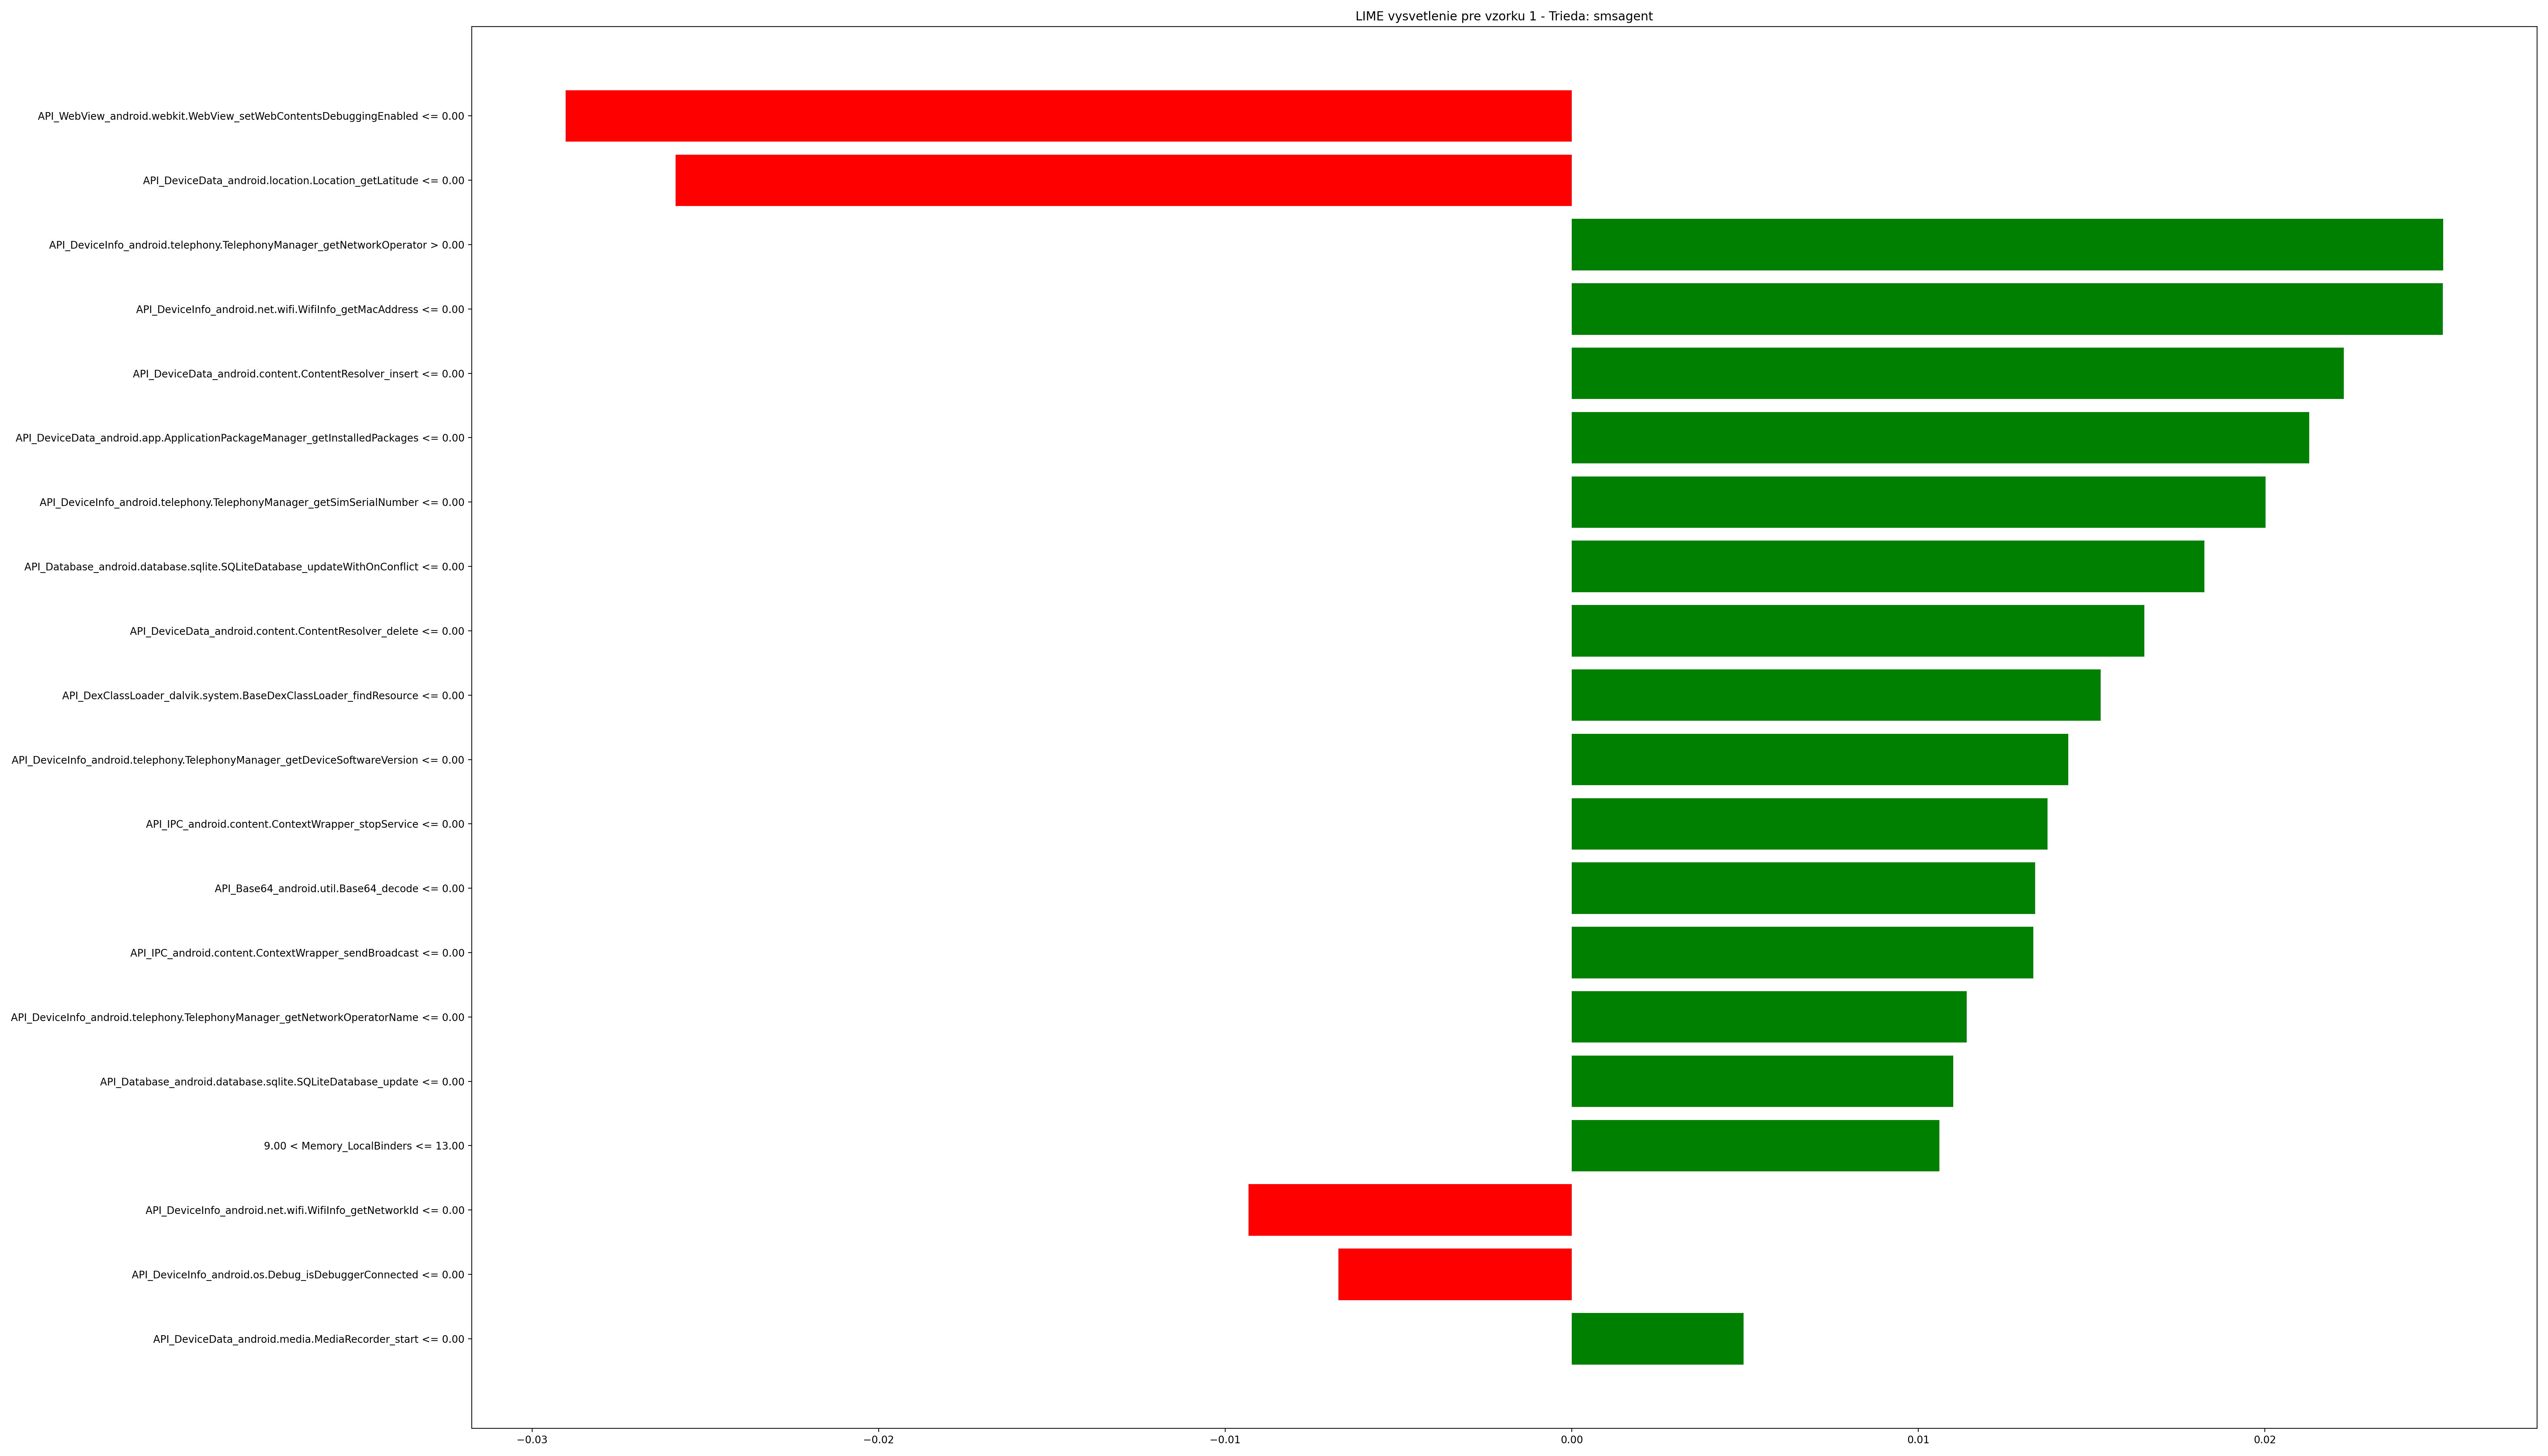 LIME vysvetlenie pre vzorku 1 - Trieda: smsagent
API_WebView_android.webkit.WebView_setWebContentsDebuggingEnabled <= 0.00
API_DeviceData_android.location.Location_getLatitude <= 0.00
API_DeviceInfo_android.telephony.TelephonyManager_getNetworkOperator > 0.00
API_DeviceInfo_android.net.wifi.WifiInfo_getMacAddress <= 0.00
API_DeviceData_android.content.ContentResolver_insert <= 0.00
API_DeviceData_android.app.ApplicationPackageManager_getInstalledPackages <= 0.00
API_DeviceInfo_android.telephony.TelephonyManager_getSimSerialNumber <= 0.00
API_Database_android.database.sqlite.SQLiteDatabase_updateWithOnConflict <= 0.00
API_DeviceData_android.content.ContentResolver_delete <= 0.00
API_DexClassLoader_dalvik.system.BaseDexClassLoader_findResource <= 0.00
API_DeviceInfo_android.telephony.TelephonyManager_getDeviceSoftwareVersion <= 0.00
API_IPC_android.content.ContextWrapper_stopService <= 0.00
API_Base64_android.util.Base64_decode <= 0.00
API_IPC_android.content.ContextWrapper_sendBroadcast <= 0.00
API_DeviceInfo_android.telephony.TelephonyManager_getNetworkOperatorName <= 0.00
API_Database_android.database.sqlite.SQLiteDatabase_update <= 0.00
9.00 < Memory_LocalBinders <= 13.00
API_DeviceInfo_android.net.wifi.WifiInfo_getNetworkId <= 0.00
API_DeviceInfo_android.os.Debug_isDebuggerConnected <= 0.00
API_DeviceData_android.media.MediaRecorder_start <= 0.00
−0.03 −0.02 −0.01 0.00 0.01 0.02